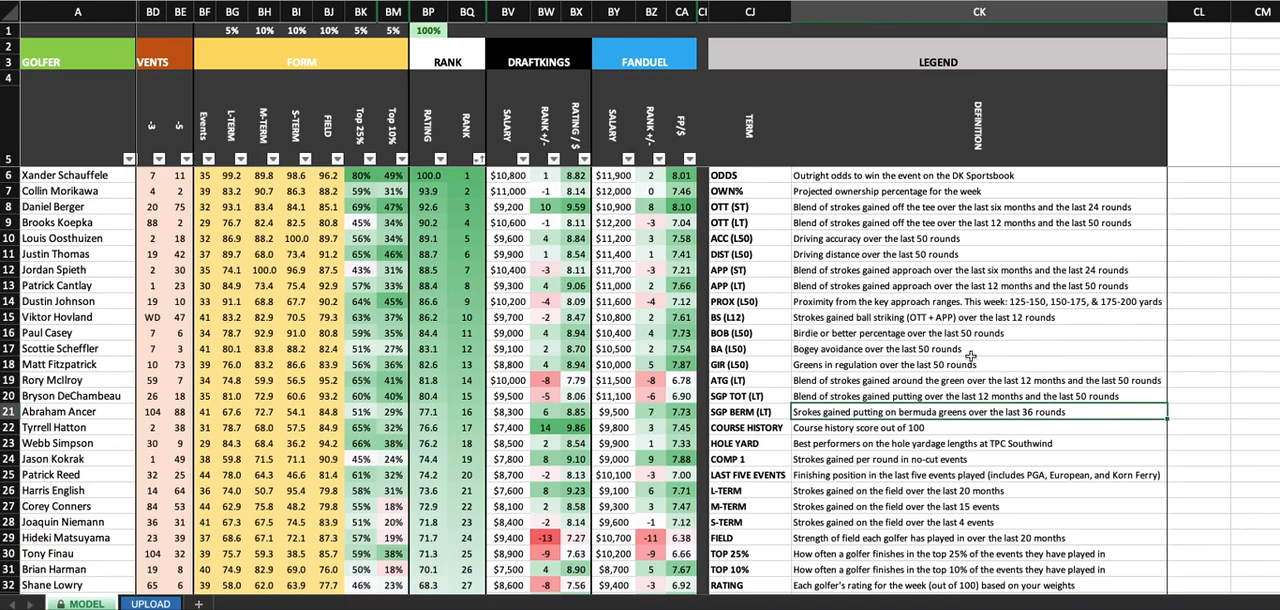 A BD BE BF BG BH BI BJ BK BM BP BQ BV BW BX BY BZ CA CI CJ CK CL CM
1 5% 10% 10% 10% 5% 5% 100%
2
3 GOLFER VENTS FORM RANK DRAFTKINGS FANDUEL LEGEND
4
5 -3 -5 Events L-TERM M-TERM S-TERM FIELD Top 25% Top 10% RATING RANK SALARY RANK +/- RATING / $ SALARY RANK +/- FP/$ TERM DEFINITION
6 Xander Schauffele 7 11 35 99.2 89.8 98.6 96.2 80% 49% 100.0 1 $10,800 1 8.82 $11,900 2 8.01 ODDS Outright odds to win the event on the DK Sportsbook
7 Collin Morikawa 4 2 39 83.2 90.7 86.3 88.2 59% 31% 93.9 2 $11,000 -1 8.14 $12,000 0 7.46 OWN% Projected ownership percentage for the week
8 Daniel Berger 20 75 32 93.1 83.4 84.1 85.1 69% 47% 92.6 3 $9,200 10 9.59 $10,900 8 8.10 OTT (ST) Blend of strokes gained off the tee over the last six months and the last 24 rounds
9 Brooks Koepka 88 2 29 76.7 82.4 82.5 80.8 45% 34% 90.2 4 $10,600 -1 8.11 $12,200 -3 7.04 OTT (LT) Blend of strokes gained off the tee over the last 12 months and the last 50 rounds
10 Louis Oosthuizen 2 18 32 86.9 88.2 100.0 89.7 56% 34% 89.1 5 $9,600 4 8.84 $11,200 3 7.58 ACC (L50) Driving accuracy over the last 50 rounds
11 Justin Thomas 19 42 37 89.7 68.0 73.4 91.2 65% 46% 88.7 6 $9,900 1 8.54 $11,400 1 7.41 DIST (L50) Driving distance over the last 50 rounds
12 Jordan Spieth 2 30 35 74.1 100.0 96.9 87.5 43% 31% 88.5 7 $10,400 -3 8.11 $11,700 -3 7.21 APP (ST) Blend of strokes gained approach over the last six months and the last 24 rounds
13 Patrick Cantlay 1 23 30 84.9 73.4 75.4 92.9 57% 33% 88.4 8 $9,300 4 9.06 $11,000 2 7.66 APP (LT) Blend of strokes gained approach over the last 12 months and the last 50 rounds
14 Dustin Johnson 19 10 33 91.1 68.8 67.7 90.2 64% 45% 86.6 9 $10,200 -4 8.09 $11,600 -4 7.12 PROX (L50) Proximity from the key approach ranges. This week: 125-150, 150-175, & 175-200 yards
15 Viktor Hovland WD 47 41 83.2 82.9 70.5 79.3 63% 37% 86.2 10 $9,700 -2 8.47 $10,800 2 7.61 BS (L12) Strokes gained ball striking (OTT + APP) over the last 12 rounds
16 Paul Casey 7 6 34 78.7 92.9 91.0 80.8 59% 35% 84.4 11 $9,000 4 8.94 $10,400 4 7.73 BOB (L50) Birdie or better percentage over the last 50 rounds
17 Scottie Scheffler 7 3 41 80.1 83.8 88.2 82.4 51% 27% 83.1 12 $9,100 2 8.70 $10,500 2 7.54 BA (L50) Bogey avoidance over the last 50 rounds
18 Matt Fitzpatrick 10 73 39 76.0 83.2 86.6 83.9 56% 36% 82.6 13 $8,800 4 8.94 $10,000 5 7.87 GIR (L50) Greens in regulation over the last 50 rounds
19 Rory McIlroy 59 7 34 74.8 59.9 56.5 95.2 65% 41% 81.8 14 $10,000 -8 7.79 $11,500 -8 6.78 ATG (LT) Blend of strokes gained around the green over the last 12 months and the last 50 rounds
20 Bryson DeChambeau 26 18 31 81.0 72.9 60.6 93.2 60% 40% 80.4 15 $9,500 -5 8.06 $11,100 -6 6.90 SGP TOT (LT) Blend of strokes gained putting over the last 12 months and the last 50 rounds
21 Abraham Ancer 104 88 41 67.6 72.7 54.1 81.8 51% 29% 77.1 16 $8,300 6 8.85 $9,500 7 7.73 SGP BERM (LT) Srokes gained putting on bermuda greens over the last 36 rounds
22 Tyrrell Hatton 2 38 31 78.7 68.0 57.5 84.9 65% 32% 76.6 17 $7,400 14 9.86 $9,800 3 7.45 COURSE HISTORY Course history score out of 100
23 Webb Simpson 30 9 29 84.3 68.4 36.2 94.2 66% 38% 76.2 18 $8,500 2 8.54 $9,900 1 7.33 HOLE YARD Best performers on the hole yardage lengths at TPC Southwind
24 Jason Kokrak 1 49 38 59.8 64.5 71.1 90.9 45% 24% 74.4 19 $7,800 8 9.10 $9,000 9 7.88 COMP 1 Strokes gained per round in no-cut events
25 Patrick Reed 32 25 44 78.0 64.3 46.6 81.4 61% 32% 74.2 20 $8,700 -2 8.13 $10,100 -3 7.00 LAST FIVE EVENTS Finishing position in the last five events played (includes PGA, European, and Korn Ferry)
26 Harris English 14 64 36 74.0 50.7 95.4 79.8 58% 31% 73.6 21 $7,600 8 9.23 $9,100 6 7.71 L-TERM Strokes gained on the field over the last 20 months
27 Corey Conners 84 53 44 62.9 75.8 48.2 79.8 55% 18% 72.9 22 $8,100 2 8.58 $9,300 3 7.47 M-TERM Strokes gained on the field over the last 15 events
28 Joaquin Niemann 36 31 41 67.3 67.5 74.5 83.9 51% 20% 71.8 23 $8,400 -2 8.14 $9,600 -1 7.12 S-TERM Strokes gained on the field over the last 4 events
29 Hideki Matsuyama 23 39 37 68.6 67.1 72.1 87.3 57% 19% 71.7 24 $9,400 -13 7.27 $10,700 -11 6.38 FIELD Strength of field each golfer has played in over the last 20 months
30 Tony Finau 104 32 39 75.7 59.3 38.5 85.7 59% 38% 71.3 25 $8,900 -9 7.63 $10,200 -9 6.66 TOP 25% How often a golfer finishes in the top 25% of the events they have played in
31 Brian Harman 19 8 40 74.9 82.9 69.0 76.0 50% 18% 70.1 26 $7,500 4 8.90 $8,700 5 7.67 TOP 10% How often a golfer finishes in the top 10% of the events they have played in
32 Shane Lowry 65 6 39 58.0 62.0 63.9 77.7 46% 23% 68.3 27 $8,600 -8 7.56 $9,400 -3 6.92 RATING Each golfer's rating for the week (out of 100) based on your weights
MODEL UPLOAD +